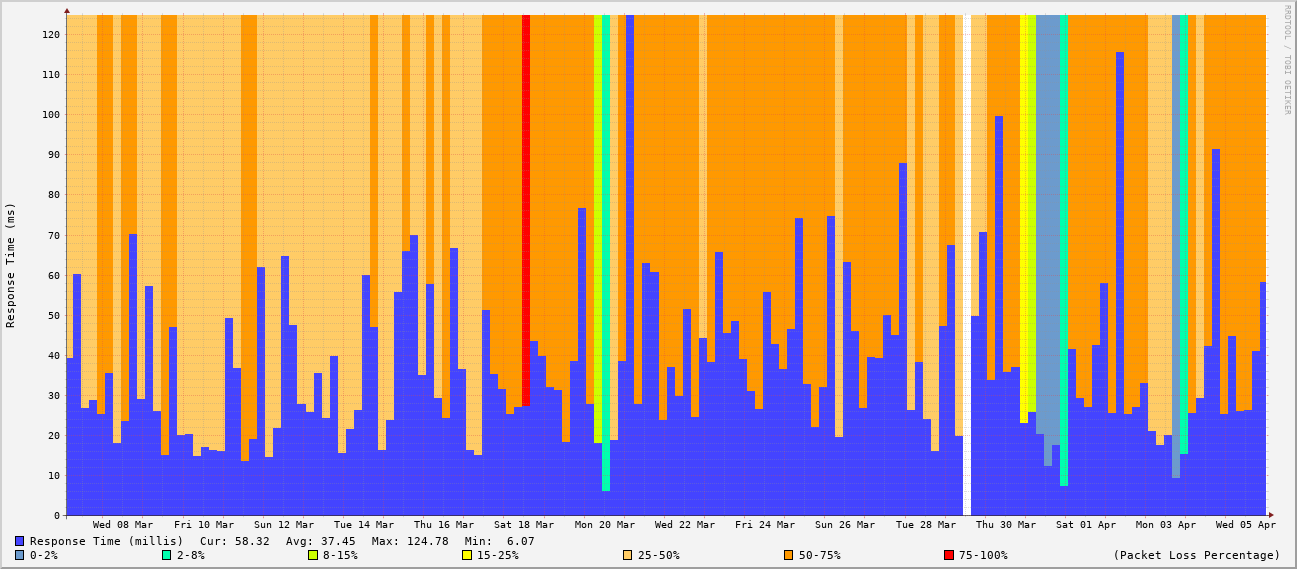 RRDTOOL / TOBI OETIKER
Response Time (ms)
120
110
100
90
80
70
60
50
40
30
20
10
0
Wed 08 Mar Fri 10 Mar Sun 12 Mar Tue 14 Mar Thu 16 Mar Sat 18 Mar Mon 20 Mar Wed 22 Mar Fri 24 Mar Sun 26 Mar Tue 28 Mar Thu 30 Mar Sat 01 Apr Mon 03 Apr Wed 05 Apr
Response Time (millis) Cur: 58.32 Avg: 37.45 Max: 124.78 Min: 6.07
0-2% 2-8% 8-15% 15-25% 25-50% 50-75% 75-100% (Packet Loss Percentage)